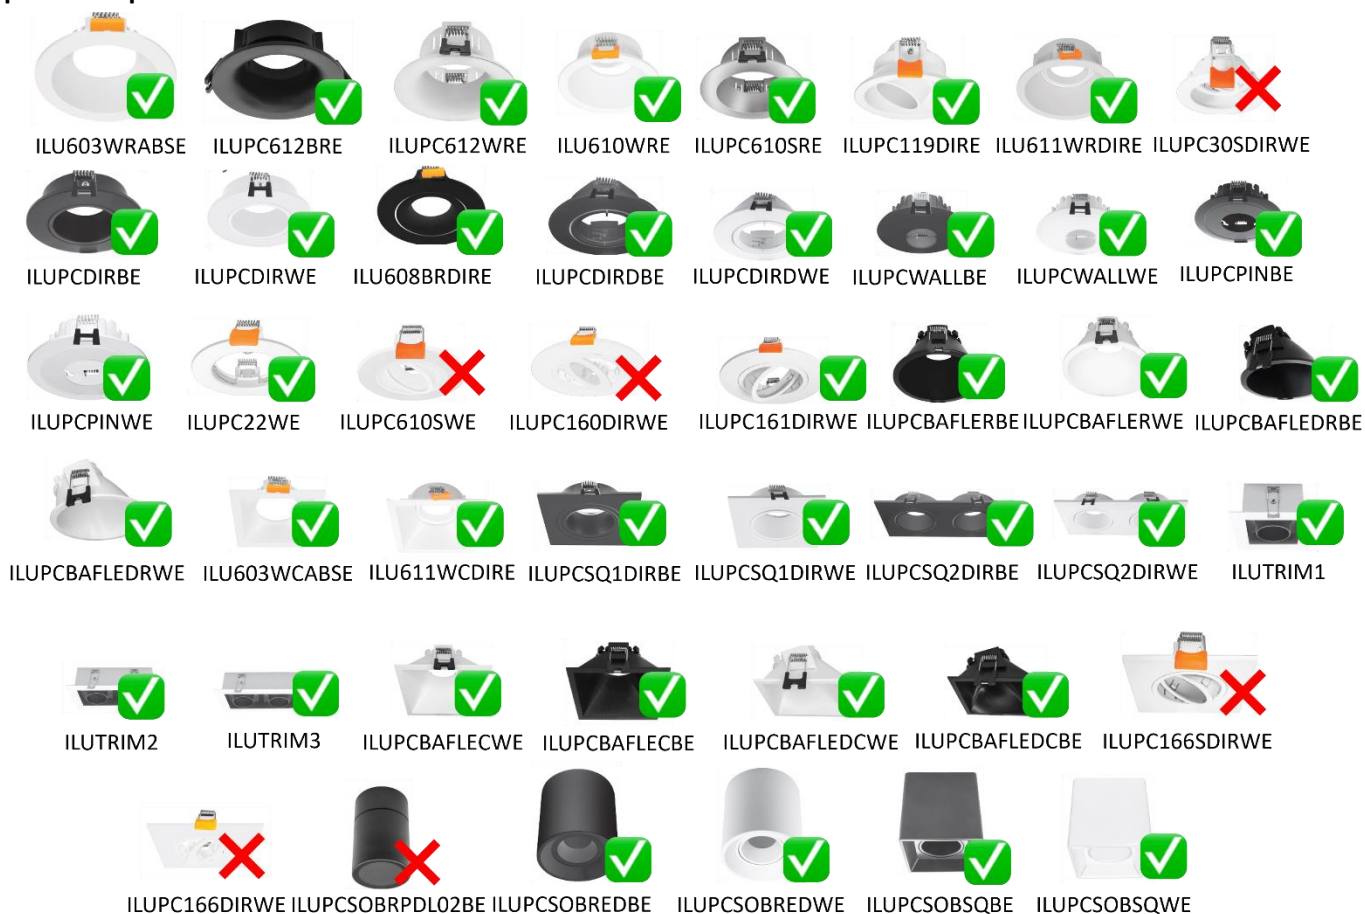 ILU603WRABSE ILUPC612BRE ILUPC612WRE ILU610WRE ILUPC610SRE ILUPC119DIRE ILU611WRDIRE ILUPC30SDIRWE
ILUPCDIRBE ILUPCDIRWE ILU608BRDIRE ILUPCDIRDBE ILUPCDIRDWE ILUPCWALLBE ILUPCWALLWE ILUPCPINBE
ILUPCPINWE ILUPC22WE ILUPC610SWE ILUPC160DIRWE ILUPC161DIRWE ILUPCBAFLERBE ILUPCBAFLERWE ILUPCBAFLEDRBE
ILUPCBAFLEDRWE ILU603WCABSE ILU611WCDIRE ILUPCSQ1DIRBE ILUPCSQ1DIRWE ILUPCSQ2DIRBE ILUPCSQ2DIRWE ILUTRIM1
ILUTRIM2 ILUTRIM3 ILUPCBAFLECWE ILUPCBAFLECBE ILUPCBAFLEDCWE ILUPCBAFLEDCBE ILUPC166SDIRWE
ILUPC166DIRWE ILUPCSOBRPDL02BE ILUPCSOBREDBE ILUPCSOBREDWE ILUPCSOBSQBE ILUPCSOBSQWE